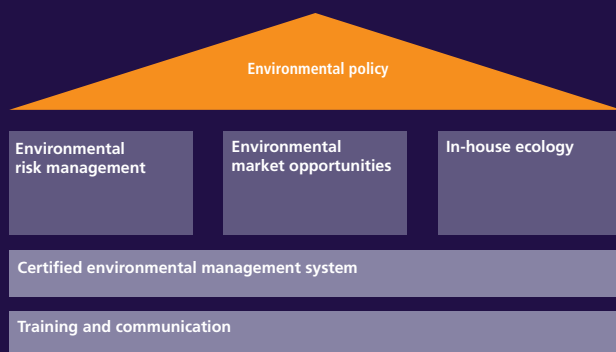 Environmental policy
Environmental
risk management
Environmental
market opportunities
In-house ecology
Certified environmental management system
Training and communication